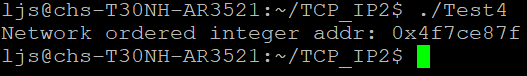 ljs@chs-T30NH-AR3521:~/TCP_IP2$ ./Test4
Network ordered integer addr: 0x4f7ce87f
ljs@chs-T30NH-AR3521:~/TCP_IP2$